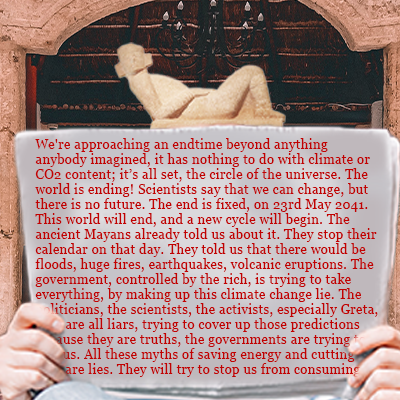 We're approaching an endtime beyond anything
anybody imagined, it has nothing to do with climate or
CO2 content; it's all set, the circle of the universe. The
world is ending! Scientists say that we can change, but
there is no future. The end is fixed, on 23rd May 2041.
This world will end, and a new cycle will begin. The
ancient Mayans already told us about it. They stop their
calendar on that day. They told us that there would be
floods, huge fires, earthquakes, volcanic eruptions. The
government, controlled by the rich, is trying to take
everything, by making up this climate change lie. The
the scientists, the activists, especially Greta,
are all liars, trying to cover up those predictions
they are truths, the governments are trying
All these myths of saving energy and cutting
are lies. They will try to stop us from consuming